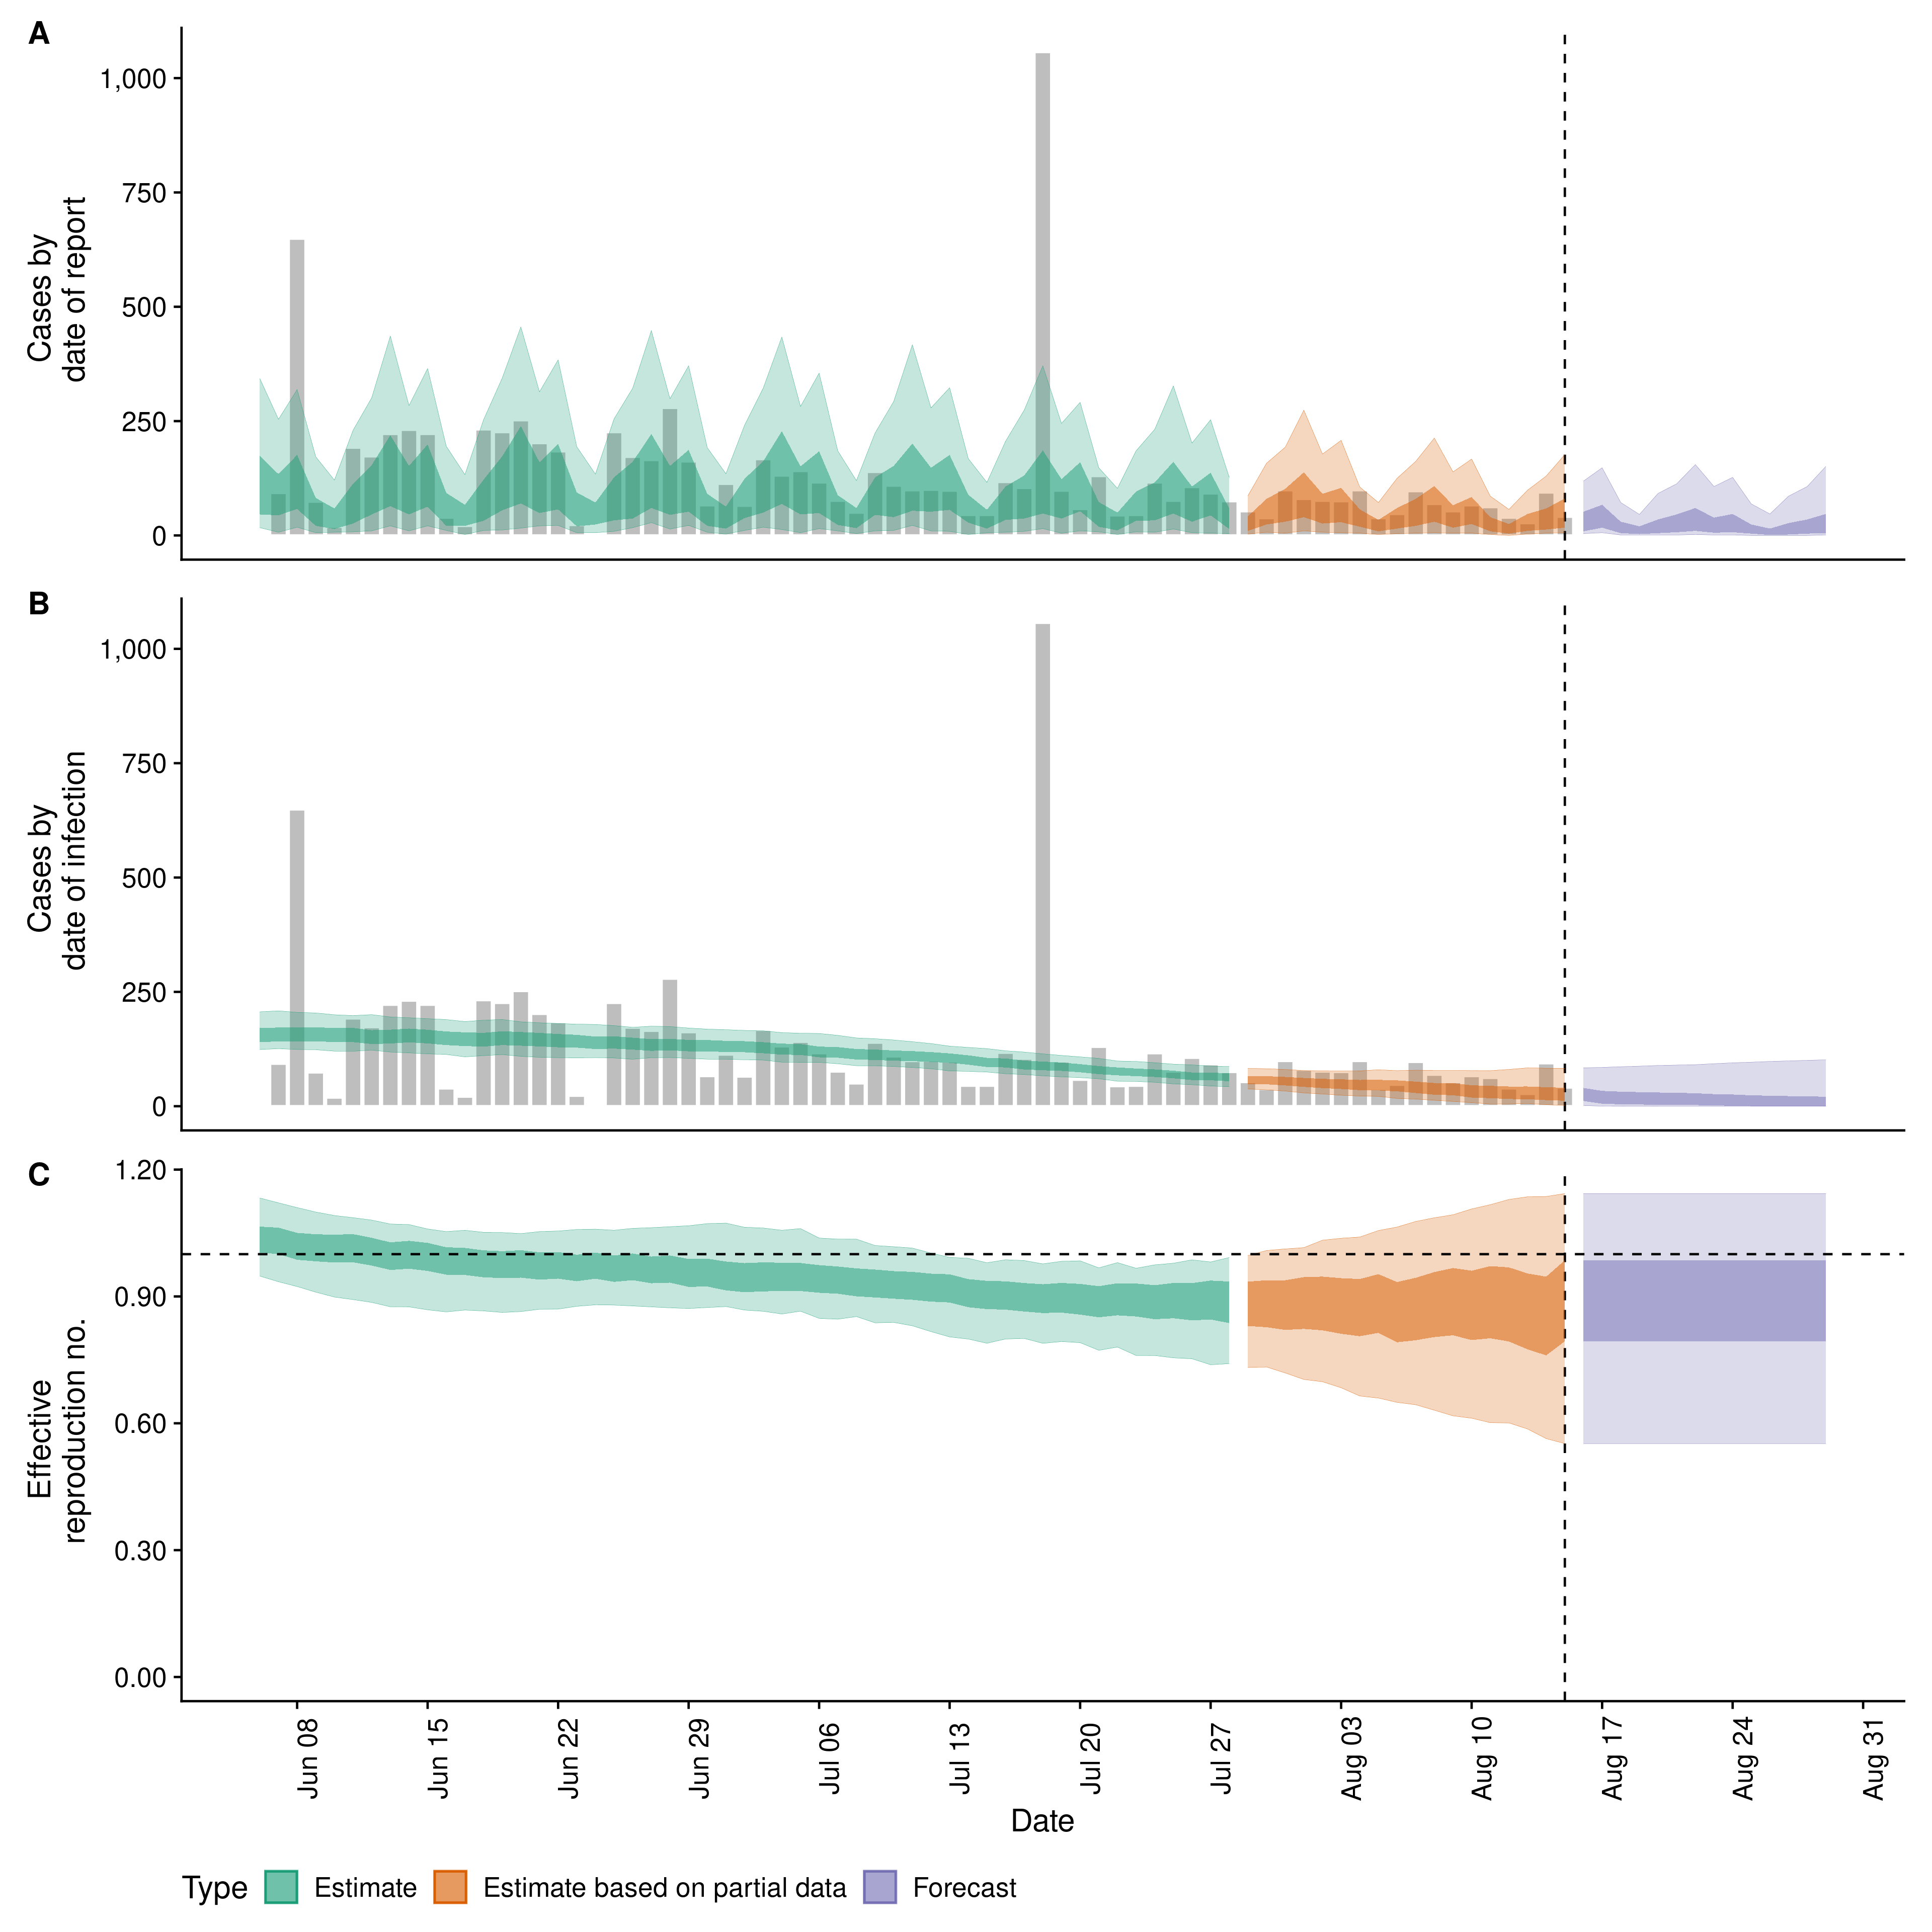 A
Cases by
date of report
1,000
750
500
250
0
B
Cases by
date of infection
1,000
750
500
250
0
C
Effective
reproduction no.
1.20
0.90
0.60
0.30
0.00
Jun 08
Jun 15
Jun 22
Jun 29
Jul 06
Jul 13
Jul 20
Jul 27
Aug 03
Aug 10
Aug 17
Aug 24
Aug 31
Date
Type Estimate Estimate based on partial data Forecast